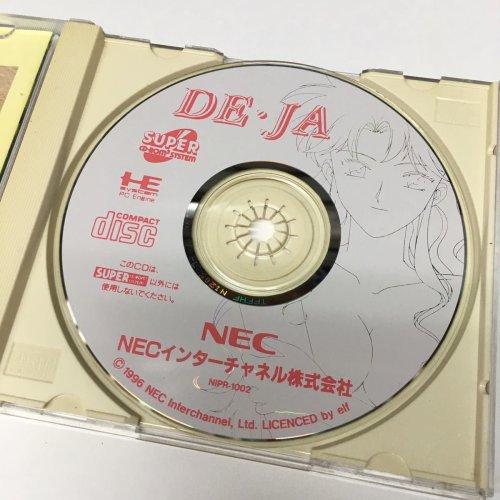 DE・JA
SUPER
CD-ROM² SYSTEM
HE
SYSTEM
PC Engine
COMPACT
disc
このCDは、
SUPER CD-ROM² SYSTEM 以外には
使用しないでください。
NEC
NECインターチャネル株式会社
NIPR-1002
©1996 NEC Interchannel, Ltd. LICENCED by elf